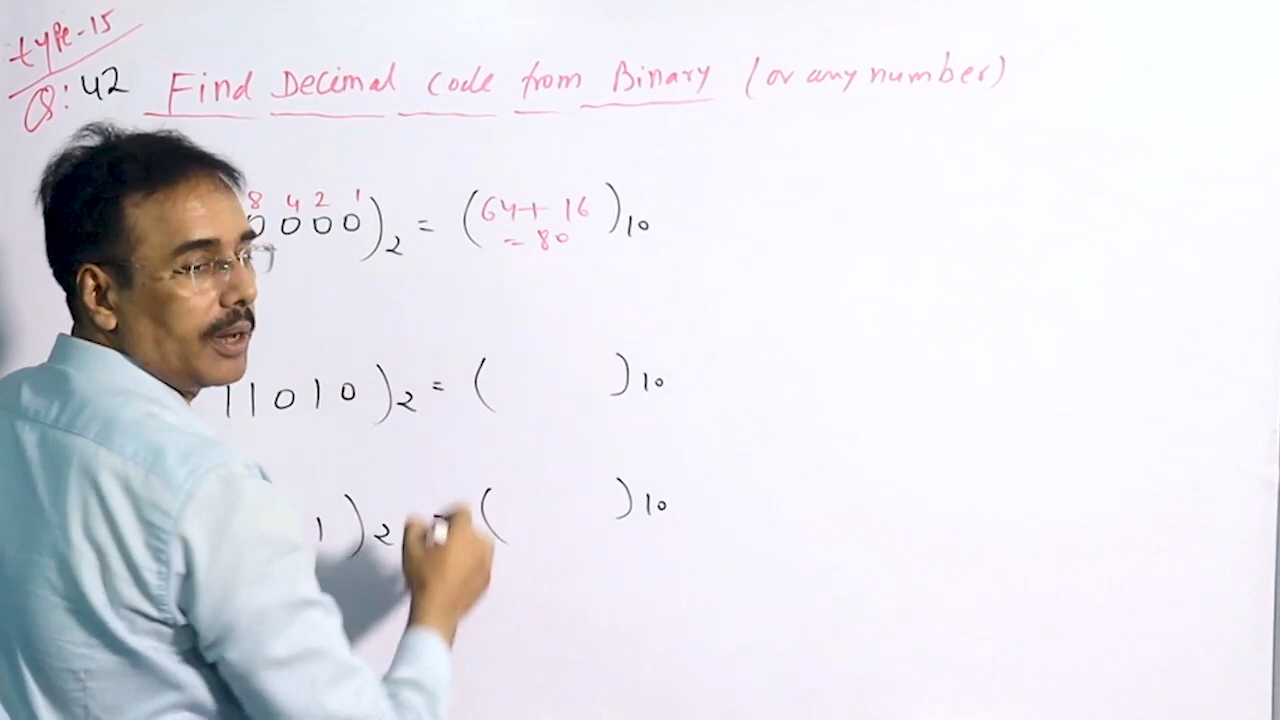 type-15
Q: 42 Find Decimal code from Binary (or any number)
8 4 2 1
0000)2 = (64+ 16 )10
= 80
11010)2 = ( )10
1)2 = ( )10